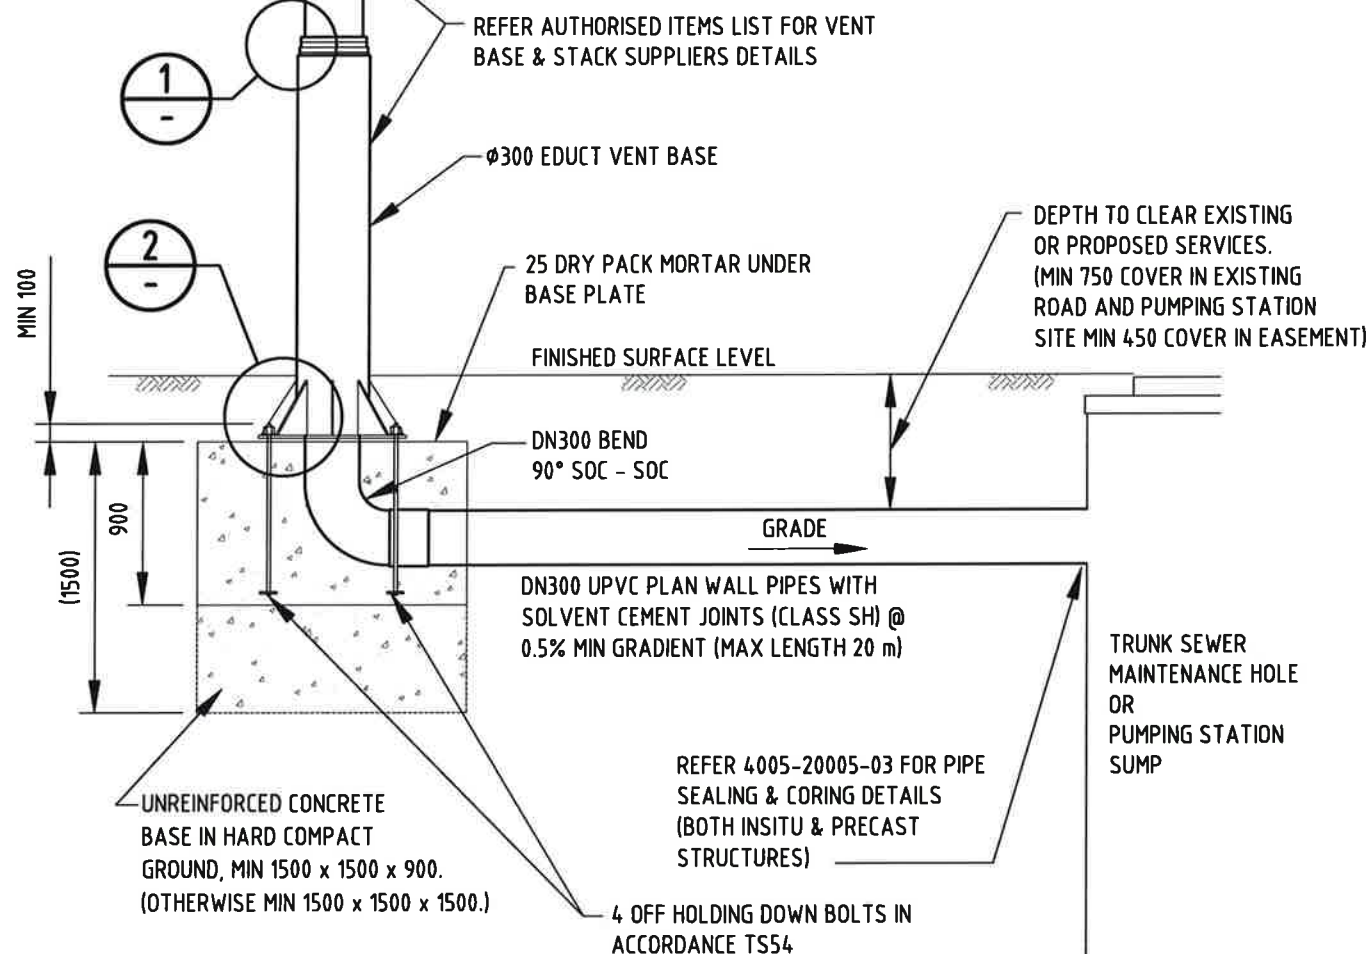 REFER AUTHORISED ITEMS LIST FOR VENT
BASE & STACK SUPPLIERS DETAILS
1
-
Ø300 EDUCT VENT BASE
2
-
DEPTH TO CLEAR EXISTING
OR PROPOSED SERVICES.
(MIN 750 COVER IN EXISTING
ROAD AND PUMPING STATION
SITE MIN 450 COVER IN EASEMENT)
25 DRY PACK MORTAR UNDER
BASE PLATE
MIN 100
FINISHED SURFACE LEVEL
DN300 BEND
90° SOC - SOC
900
(1500)
GRADE
DN300 UPVC PLAN WALL PIPES WITH
SOLVENT CEMENT JOINTS (CLASS SH) @
0.5% MIN GRADIENT (MAX LENGTH 20 m)
TRUNK SEWER
MAINTENANCE HOLE
OR
PUMPING STATION
SUMP
REFER 4005-20005-03 FOR PIPE
SEALING & CORING DETAILS
(BOTH INSITU & PRECAST
STRUCTURES)
UNREINFORCED CONCRETE
BASE IN HARD COMPACT
GROUND, MIN 1500 x 1500 x 900.
(OTHERWISE MIN 1500 x 1500 x 1500.)
4 OFF HOLDING DOWN BOLTS IN
ACCORDANCE TS54